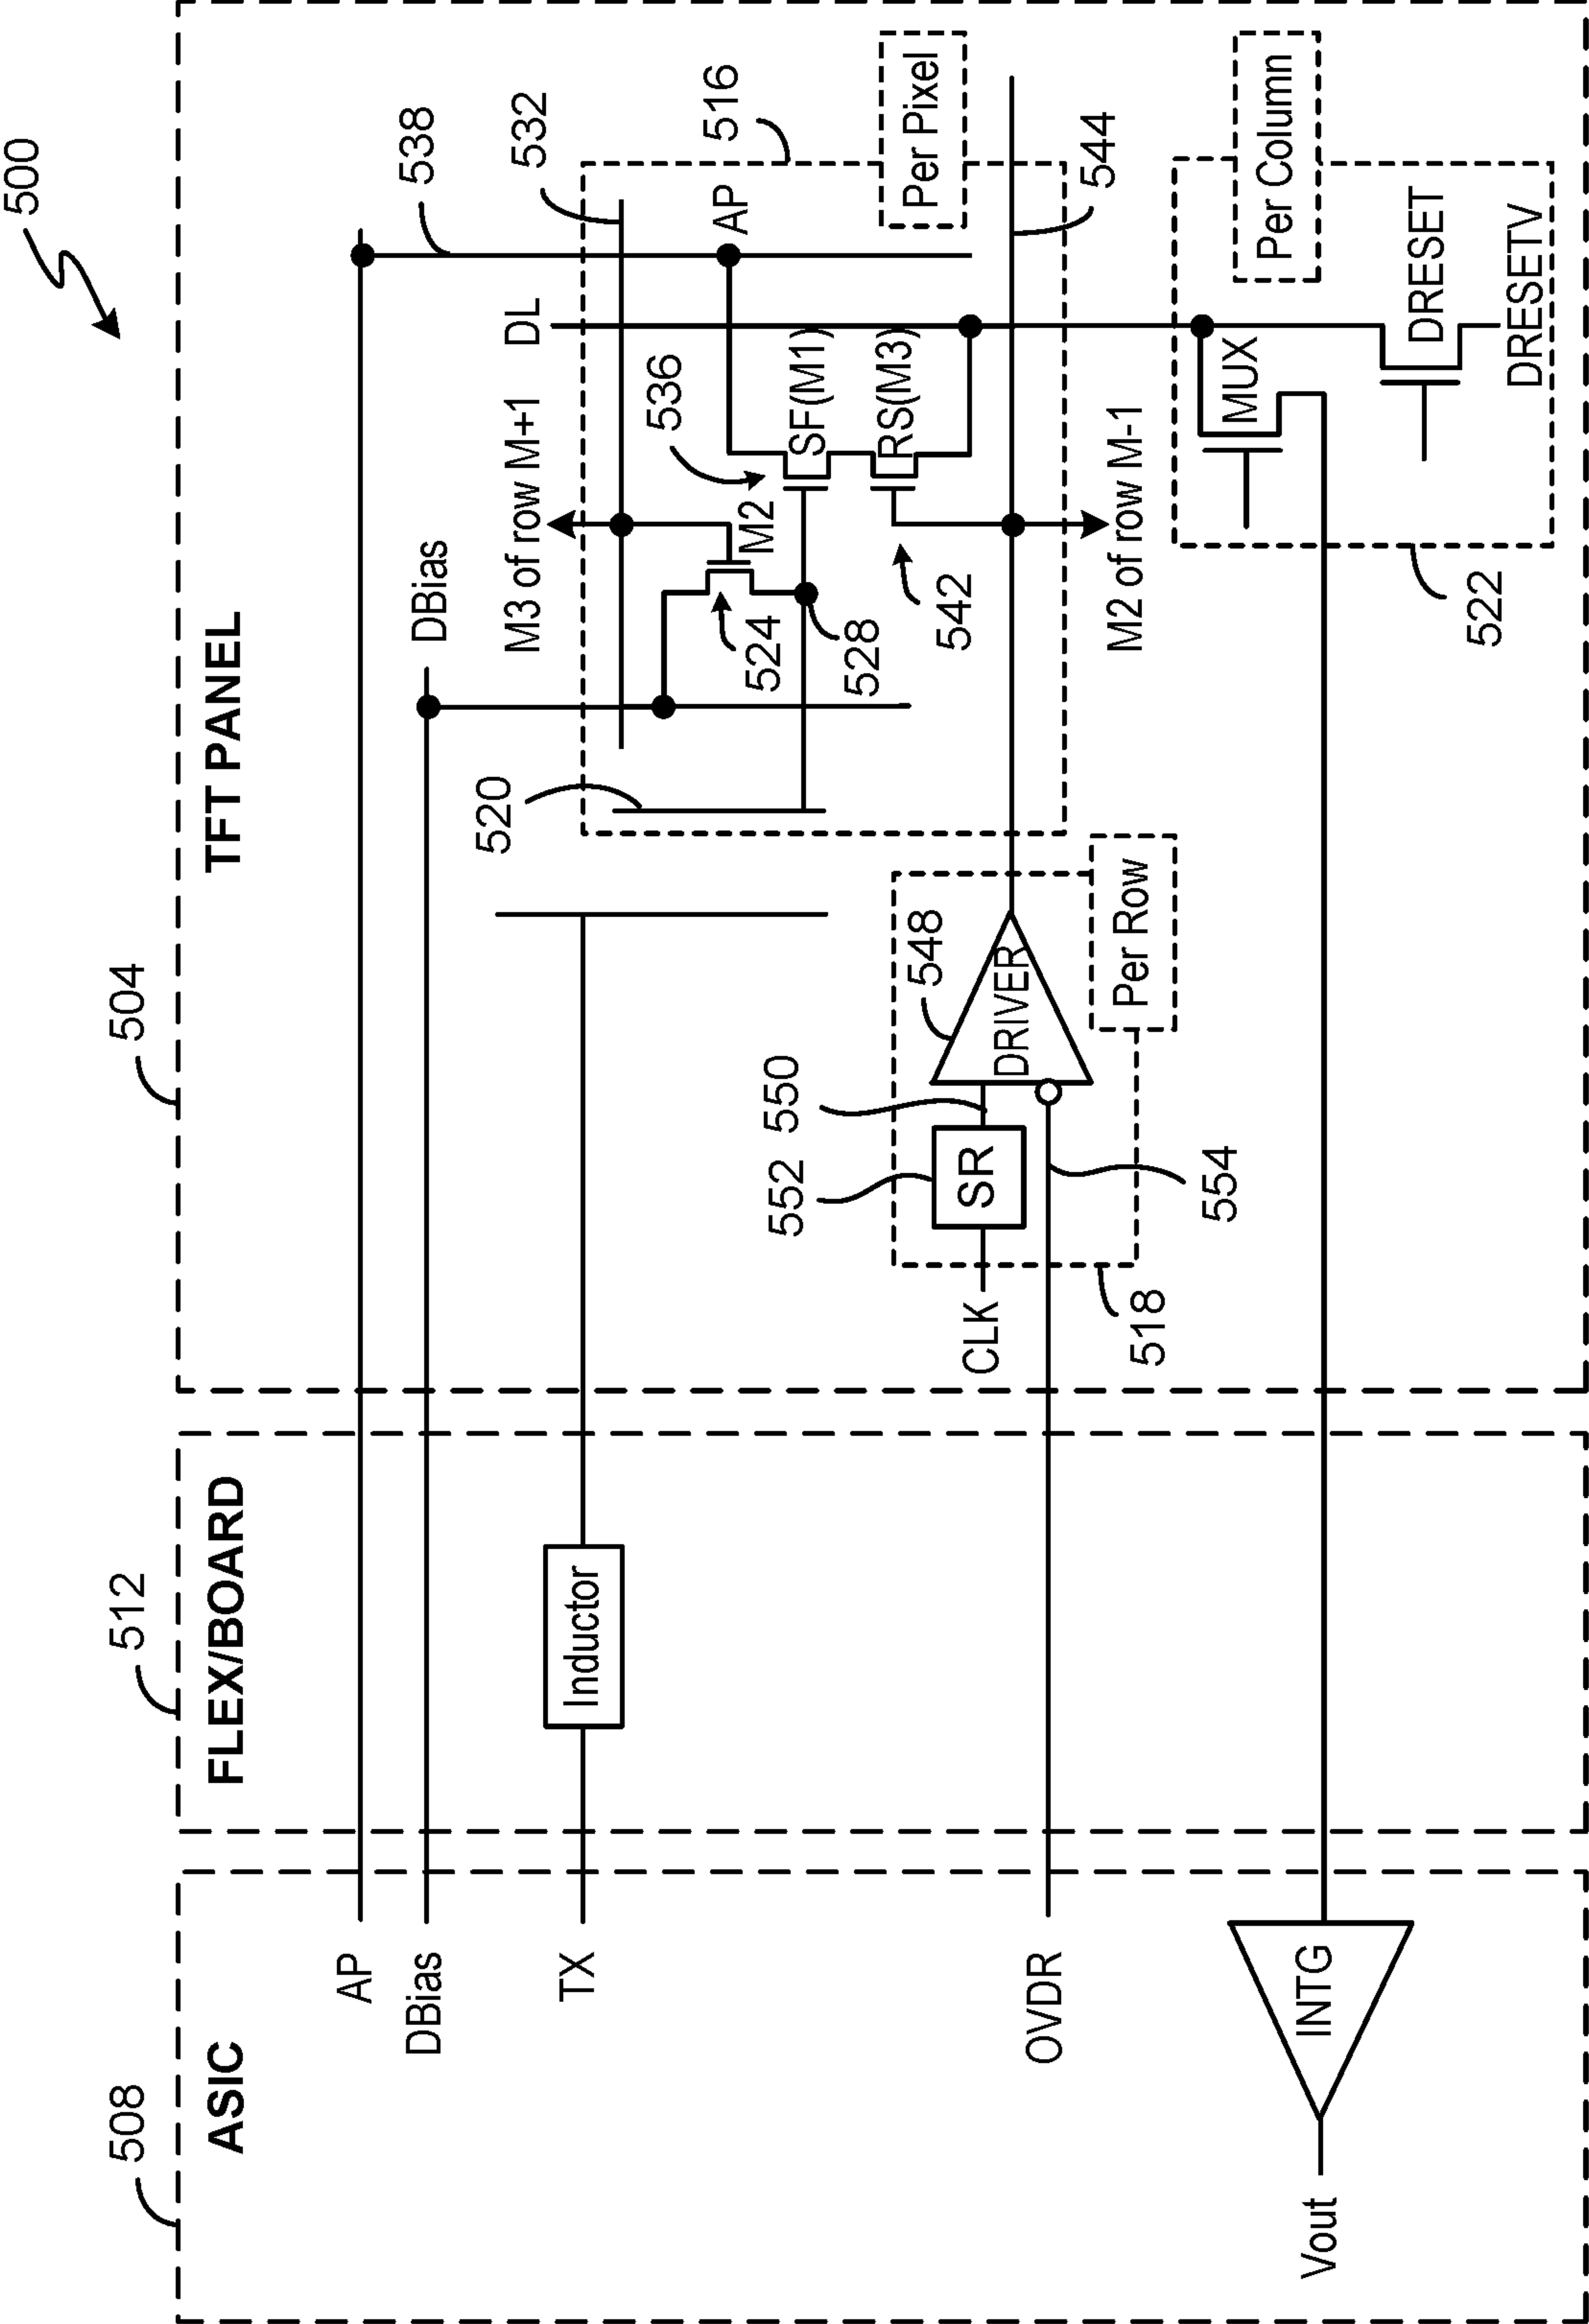 500
504
512
508
TFT PANEL
FLEX/BOARD
ASIC
AP
DBias
TX
OVDR
INTG
Vout
Inductor
DBias
538
532
516
DL
AP
M3 of row M+1
536
M2
SF(M1)
RS(M3)
Per Pixel
524
528
542
520
544
M2 of row M-1
548
DRIVER
Per Row
550
552
SR
CLK
554
518
MUX
Per Column
DRESET
DRESETV
522